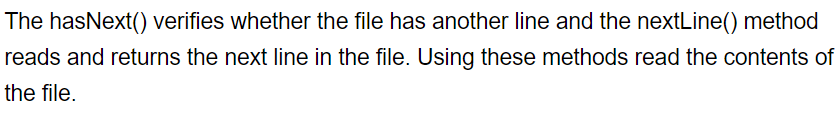 The hasNext() verifies whether the file has another line and the nextLine() method
reads and returns the next line in the file. Using these methods read the contents of
the file.